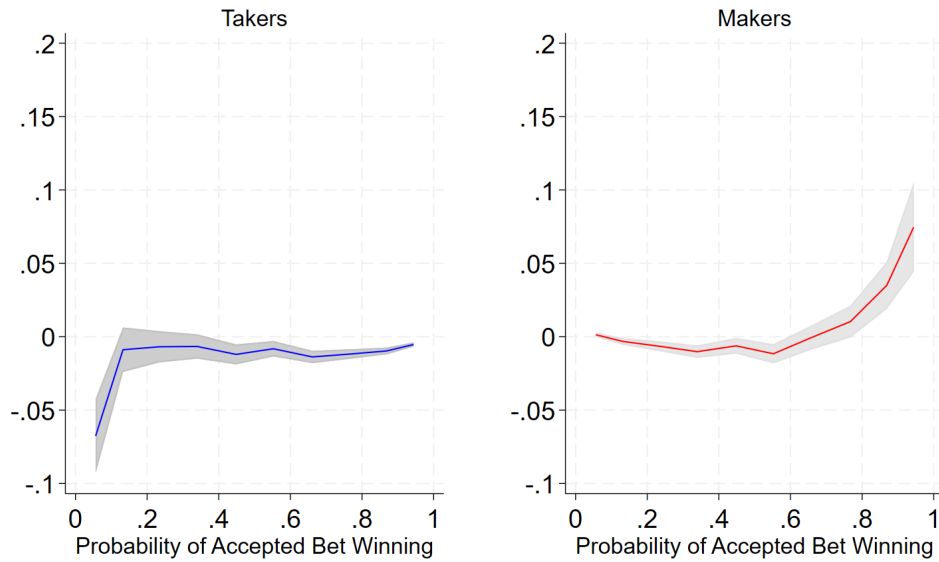 Takers
.2
.15
.1
.05
0
-.05
-.1
0 .2 .4 .6 .8 1
Probability of Accepted Bet Winning
Makers
.2
.15
.1
.05
0
-.05
-.1
0 .2 .4 .6 .8 1
Probability of Accepted Bet Winning